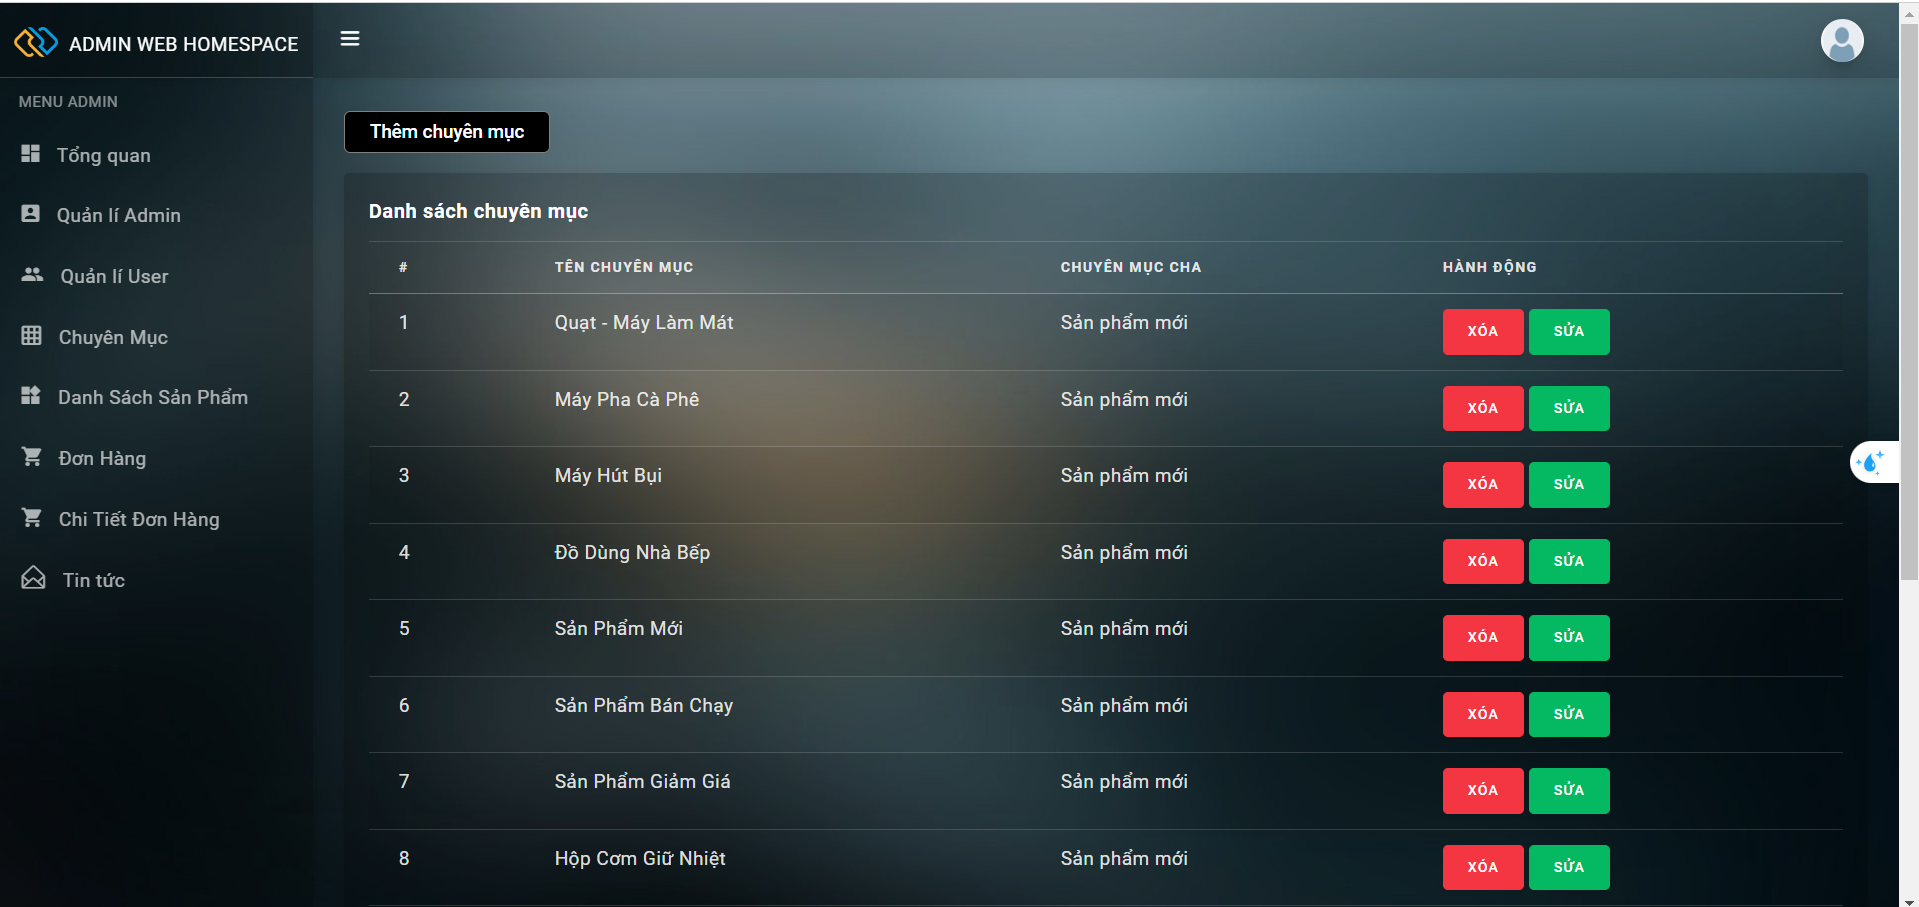 ADMIN WEB HOMESPACE
MENU ADMIN
Tổng quan
Quản lí Admin
Quản lí User
Chuyên Mục
Danh Sách Sản Phẩm
Đơn Hàng
Chi Tiết Đơn Hàng
Tin tức
Thêm chuyên mục
Danh sách chuyên mục
# TÊN CHUYÊN MỤC CHUYÊN MỤC CHA HÀNH ĐỘNG
1 Quạt - Máy Làm Mát Sản phẩm mới XÓA SỬA
2 Máy Pha Cà Phê Sản phẩm mới XÓA SỬA
3 Máy Hút Bụi Sản phẩm mới XÓA SỬA
4 Đồ Dùng Nhà Bếp Sản phẩm mới XÓA SỬA
5 Sản Phẩm Mới Sản phẩm mới XÓA SỬA
6 Sản Phẩm Bán Chạy Sản phẩm mới XÓA SỬA
7 Sản Phẩm Giảm Giá Sản phẩm mới XÓA SỬA
8 Hộp Cơm Giữ Nhiệt Sản phẩm mới XÓA SỬA